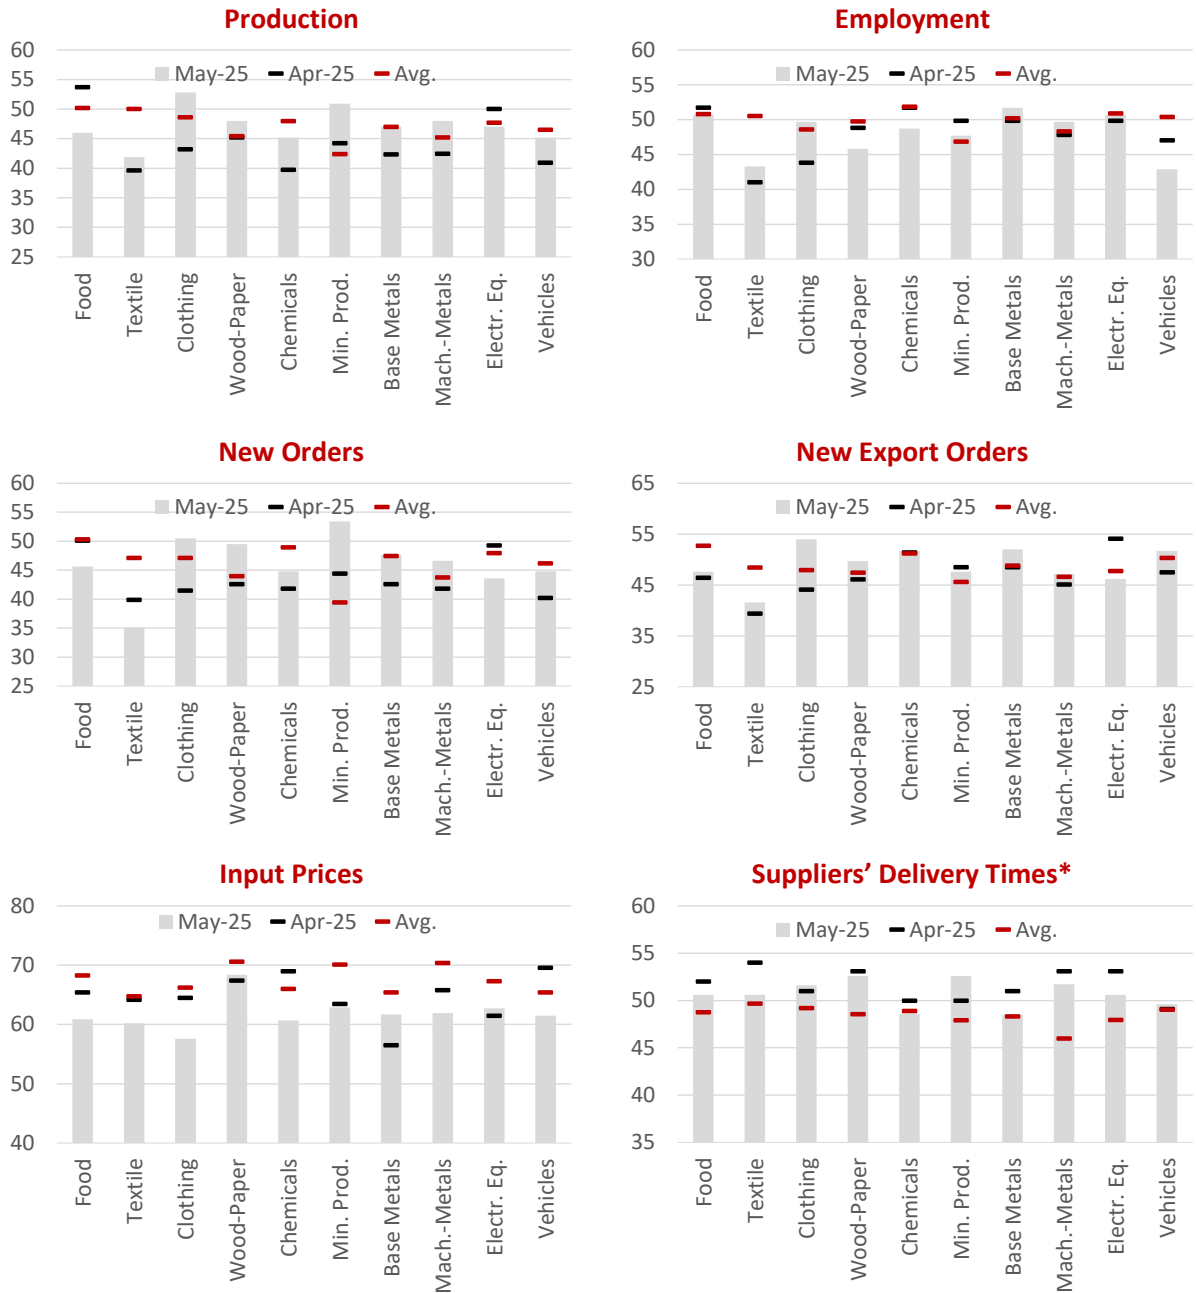 Production
60
55
50
45
40
35
30
25
May-25 Apr-25 Avg.
Food
Textile
Clothing
Wood-Paper
Chemicals
Min. Prod.
Base Metals
Mach.-Metals
Electr. Eq.
Vehicles
Employment
60
55
50
45
40
35
30
May-25 Apr-25 Avg.
Food
Textile
Clothing
Wood-Paper
Chemicals
Min. Prod.
Base Metals
Mach.-Metals
Electr. Eq.
Vehicles
New Orders
60
55
50
45
40
35
30
25
May-25 Apr-25 Avg.
Food
Textile
Clothing
Wood-Paper
Chemicals
Min. Prod.
Base Metals
Mach.-Metals
Electr. Eq.
Vehicles
New Export Orders
65
55
45
35
25
May-25 Apr-25 Avg.
Food
Textile
Clothing
Wood-Paper
Chemicals
Min. Prod.
Base Metals
Mach.-Metals
Electr. Eq.
Vehicles
Input Prices
80
70
60
50
40
May-25 Apr-25 Avg.
Food
Textile
Clothing
Wood-Paper
Chemicals
Min. Prod.
Base Metals
Mach.-Metals
Electr. Eq.
Vehicles
Suppliers’ Delivery Times*
60
55
50
45
40
35
May-25 Apr-25 Avg.
Food
Textile
Clothing
Wood-Paper
Chemicals
Min. Prod.
Base Metals
Mach.-Metals
Electr. Eq.
Vehicles